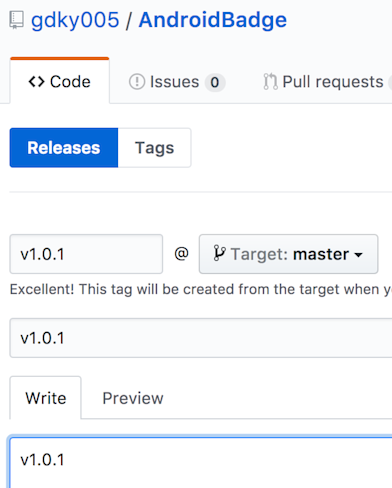 gdky005 / AndroidBadge
Code Issues 0 Pull requests
Releases Tags
v1.0.1 @ Target: master
Excellent! This tag will be created from the target when y
v1.0.1
Write Preview
v1.0.1